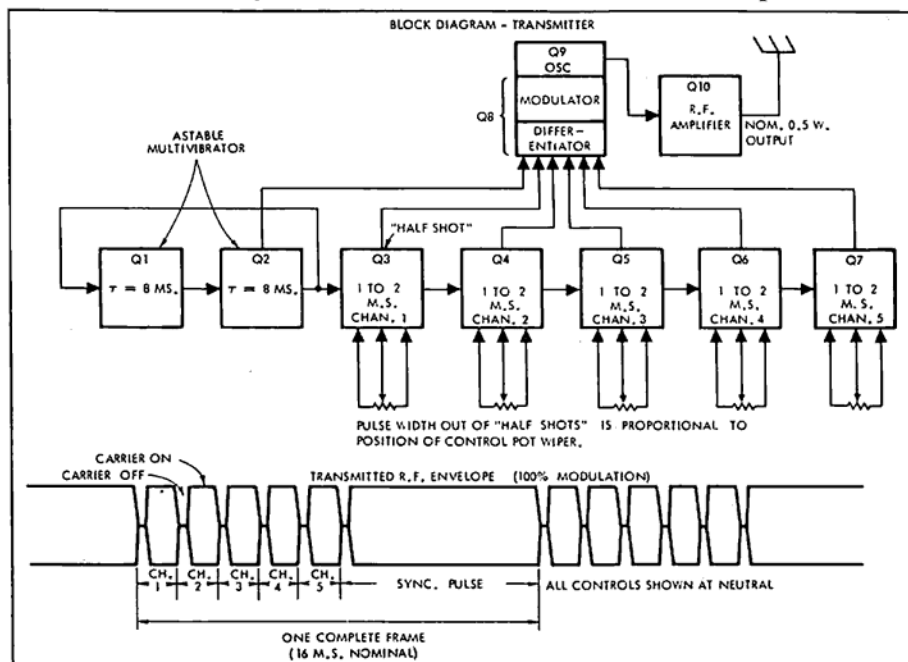 BLOCK DIAGRAM - TRANSMITTER
Q9
OSC
Q8
MODULATOR
DIFFER-
ENTIATOR
Q10
R.F.
AMPLIFIER
NOM. 0.5 W.
OUTPUT
ASTABLE
MULTIVIBRATOR
"HALF SHOT"
Q1
τ = 8 MS.
Q2
τ = 8 MS.
Q3
1 TO 2
M.S.
CHAN. 1
Q4
1 TO 2
M.S.
CHAN. 2
Q5
1 TO 2
M.S.
CHAN. 3
Q6
1 TO 2
M.S.
CHAN. 4
Q7
1 TO 2
M.S.
CHAN. 5
PULSE WIDTH OUT OF "HALF SHOTS" IS PROPORTIONAL TO
POSITION OF CONTROL POT WIPER.
CARRIER ON
CARRIER OFF
TRANSMITTED R.F. ENVELOPE (100% MODULATION)
CH. 1
CH. 2
CH. 3
CH. 4
CH. 5
SYNC. PULSE
ALL CONTROLS SHOWN AT NEUTRAL
ONE COMPLETE FRAME
(16 M.S. NOMINAL)